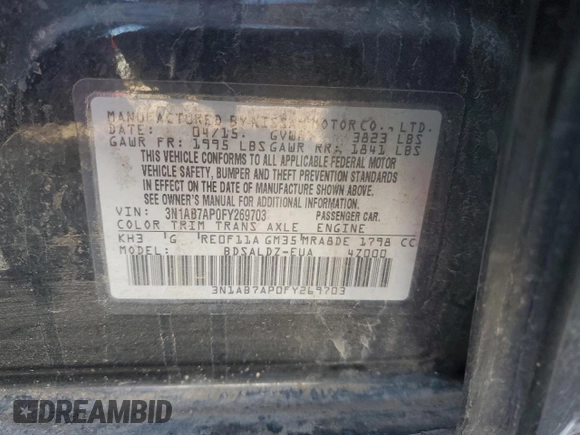 MANUFACTURED BY NISSAN MOTOR CO., LTD.
DATE: 04/15 GVWR: 3823 LBS
GAWR FR: 1995 LBS GAWR RR: 1841 LBS
THIS VEHICLE CONFORMS TO ALL APPLICABLE FEDERAL MOTOR
VEHICLE SAFETY, BUMPER AND THEFT PREVENTION STANDARDS
IN EFFECT ON THE DATE OF MANUFACTURE SHOWN ABOVE.
SEE OWNER'S MANUAL FOR ADDITIONAL INFORMATION.
VIN: 3N1AB7AP0FY269703 PASSENGER CAR.
COLOR TRIM TRANS AXLE ENGINE
KH3 G RE0F11A GM35 MRA8DE 1798 CC
MODEL: BDSALDZ-EUA 4Z000
3N1AB7AP0FY269703
DREAMBID